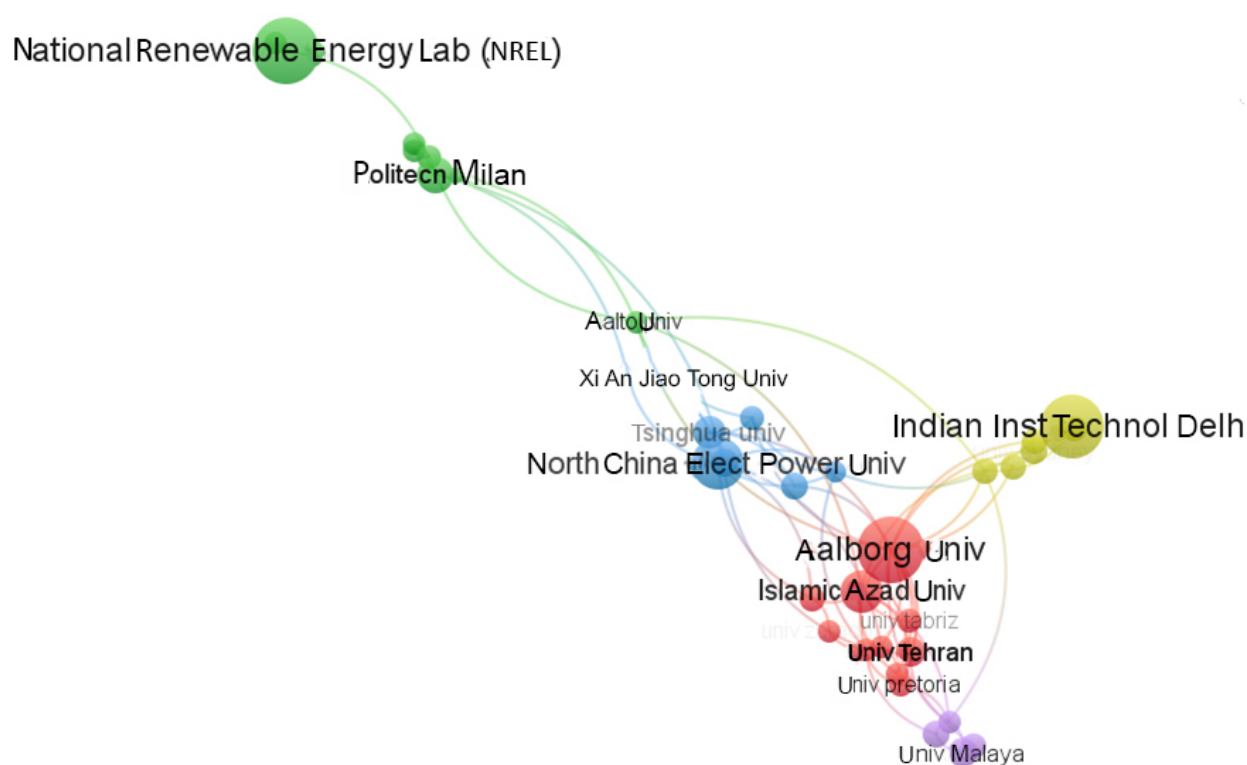 National Renewable Energy Lab (NREL)
Politecn Milan
Aalto Univ
Xi An Jiao Tong Univ
Tsinghua univ
North China Elect Power Univ
Indian Inst Technol Delh
Aalborg Univ
Islamic Azad Univ
univ tabriz
univ
Univ Tehran
Univ pretoria
Univ Malaya